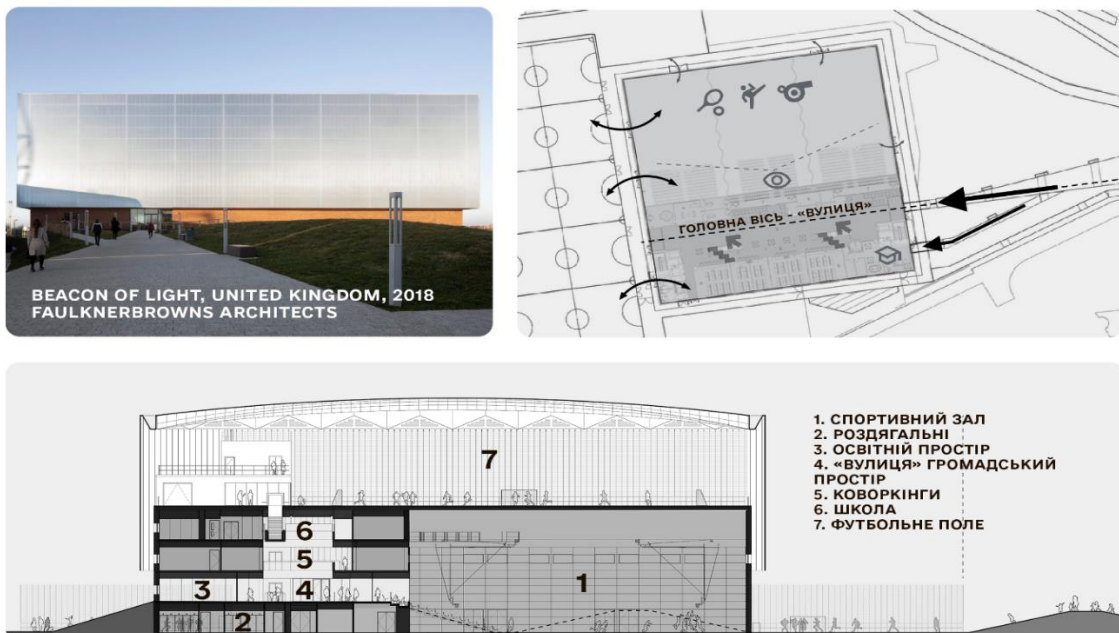 BEACON OF LIGHT, UNITED KINGDOM, 2018
FAULKNERBROWNS ARCHITECTS
ГОЛОВНА ВІСЬ - «ВУЛИЦЯ»
7
6
5
3
4
2
1
1. СПОРТИВНИЙ ЗАЛ
2. РОЗДЯГАЛЬНІ
3. ОСВІТНІЙ ПРОСТІР
4. «ВУЛИЦЯ» ГРОМАДСЬКИЙ
ПРОСТІР
5. КОВОРКІНГИ
6. ШКОЛА
7. ФУТБОЛЬНЕ ПОЛЕ